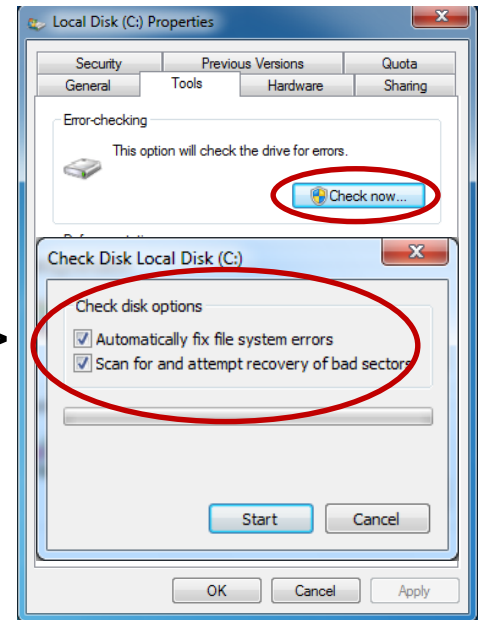 Local Disk (C:) Properties
Security Previous Versions Quota
General Tools Hardware Sharing
Error-checking
This option will check the drive for errors.
Check now...
Check Disk Local Disk (C:)
Check disk options
Automatically fix file system errors
Scan for and attempt recovery of bad sectors
Start Cancel
OK Cancel Apply